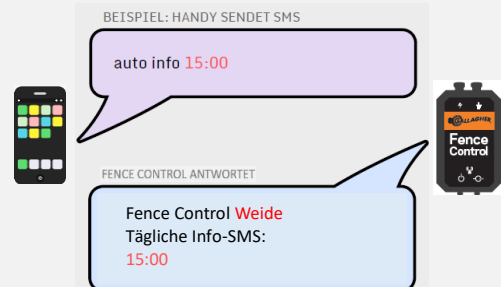 BEISPIEL: HANDY SENDET SMS
auto info 15:00
GALLAGHER
Fence
Control
FENCE CONTROL ANTWORTET
Fence Control Weide
Tägliche Info-SMS:
15:00